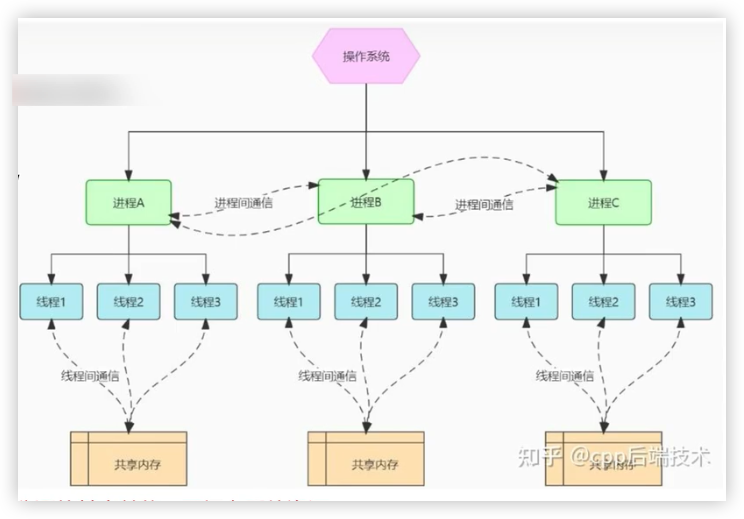 操作系统
进程A
进程间通信
进程B
进程间通信
进程C
线程1
线程2
线程3
线程1
线程2
线程3
线程1
线程2
线程3
线程间通信
线程间通信
线程间通信
共享内存
共享内存
共享内存
知乎 @cpp后端技术